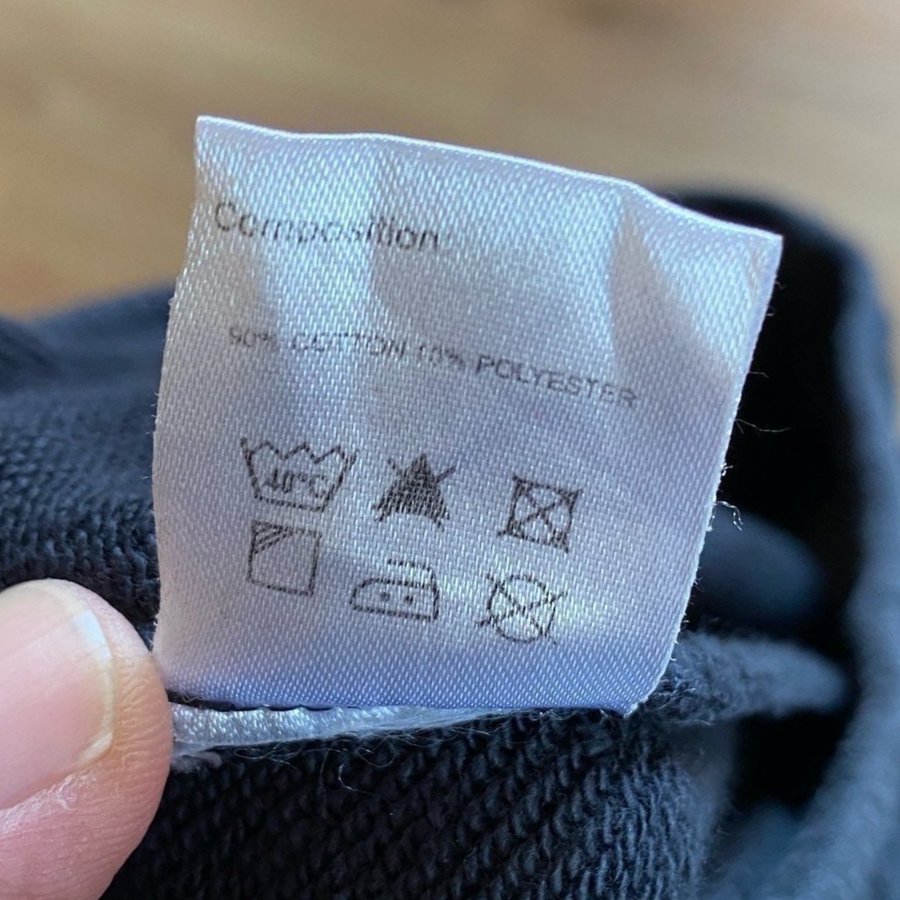 Composition
90% COTTON 10% POLYESTER
40°C